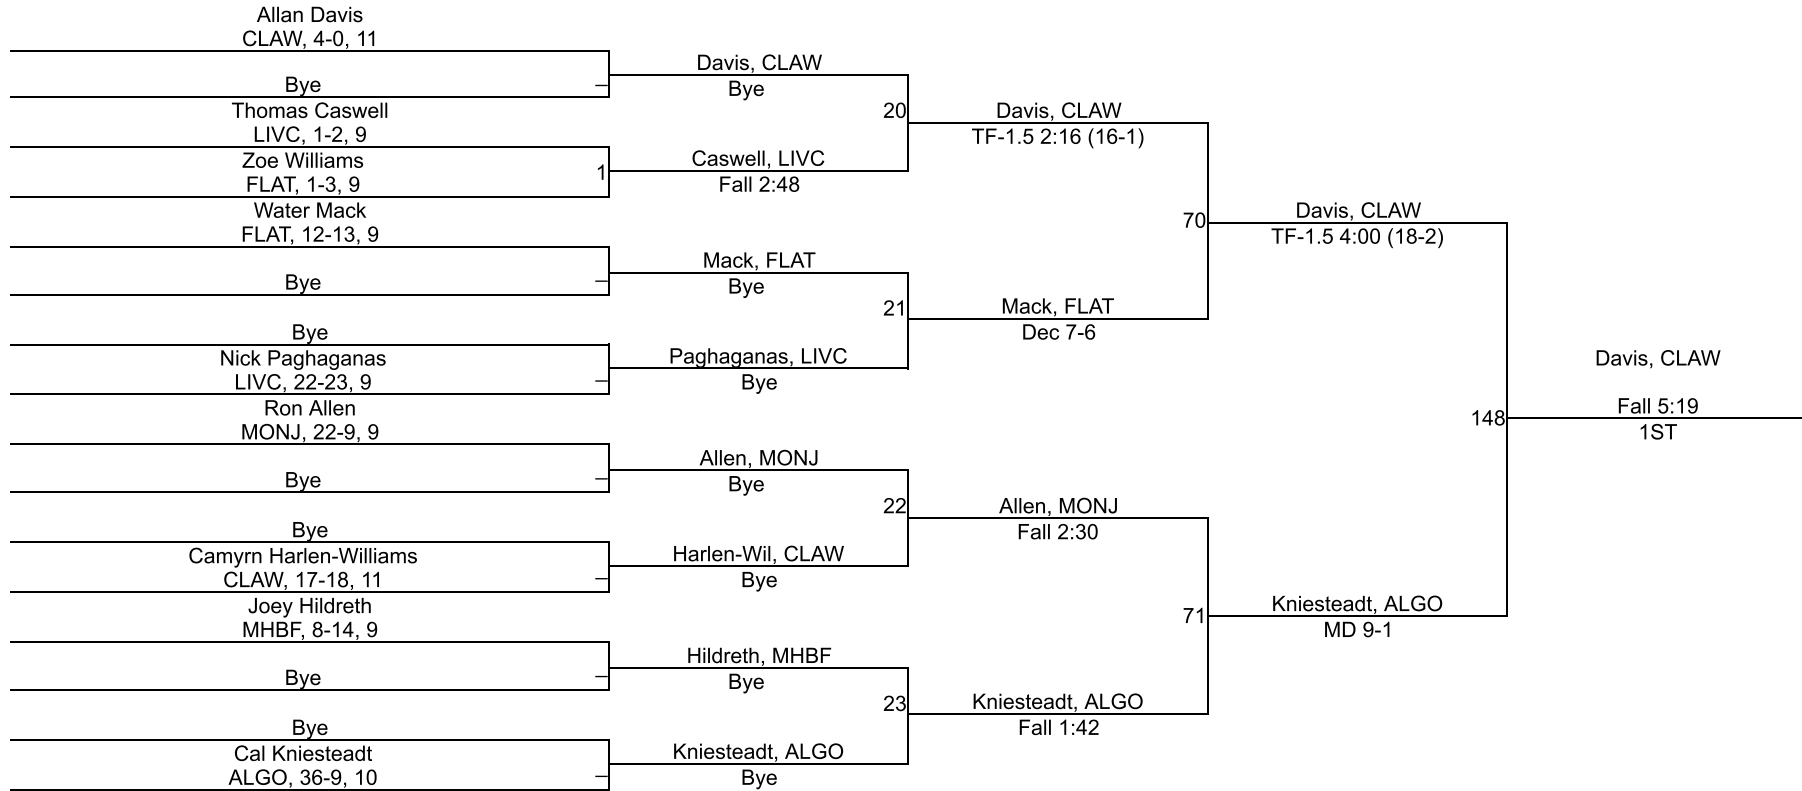 Allan Davis
CLAW, 4-0, 11
Bye
Thomas Caswell
LIVC, 1-2, 9
Zoe Williams
FLAT, 1-3, 9
Water Mack
FLAT, 12-13, 9
Bye
Bye
Nick Paghaganas
LIVC, 22-23, 9
Ron Allen
MONJ, 22-9, 9
Bye
Bye
Camyrn Harlen-Williams
CLAW, 17-18, 11
Joey Hildreth
MHBF, 8-14, 9
Bye
Bye
Cal Kniesteadt
ALGO, 36-9, 10
1
Davis, CLAW
Bye
Caswell, LIVC
Fall 2:48
Mack, FLAT
Bye
Paghaganas, LIVC
Bye
Allen, MONJ
Bye
Harlen-Wil, CLAW
Bye
Hildreth, MHBF
Bye
Kniesteadt, ALGO
Bye
20
21
22
23
Davis, CLAW
TF-1.5 2:16 (16-1)
Mack, FLAT
Dec 7-6
Allen, MONJ
Fall 2:30
Kniesteadt, ALGO
Fall 1:42
70
71
Davis, CLAW
TF-1.5 4:00 (18-2)
Kniesteadt, ALGO
MD 9-1
148
Davis, CLAW
Fall 5:19
1ST